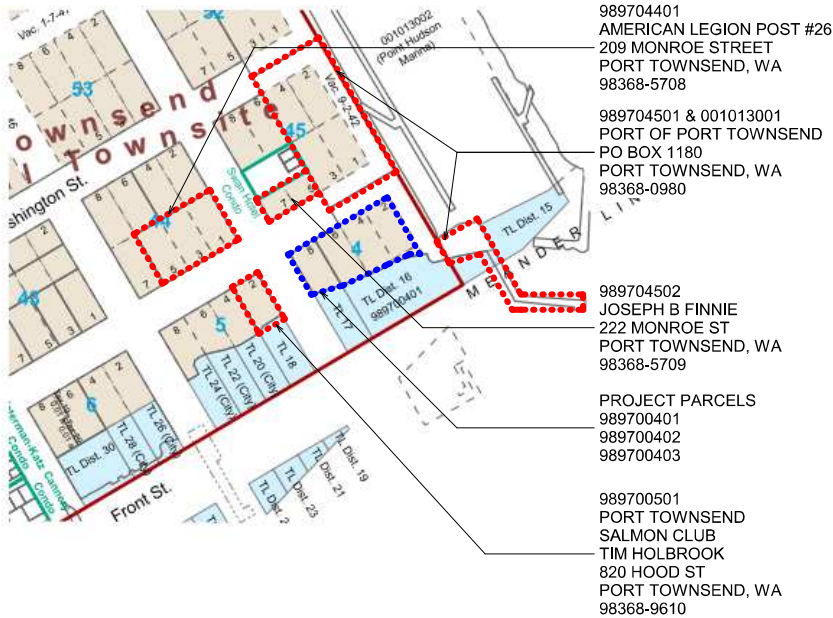 989704401
AMERICAN LEGION POST #26
209 MONROE STREET
PORT TOWNSEND, WA
98368-5708
989704501 & 001013001
PORT OF PORT TOWNSEND
PO BOX 1180
PORT TOWNSEND, WA
98368-0980
989704502
JOSEPH B FINNIE
222 MONROE ST
PORT TOWNSEND, WA
98368-5709
PROJECT PARCELS
989700401
989700402
989700403
989700501
PORT TOWNSEND
SALMON CLUB
TIM HOLBROOK
820 HOOD ST
PORT TOWNSEND, WA
98368-9610
001013002
(Point Hudson
Marina)
Vac. 9-2-42
53
45
ownsend
Townsite
Swan Hotel
Condo
shington St.
4
5
6
TL Dist. 15
TL Dist. 16
989700401
TL 17
TL 18
TL 20 (City)
TL 22 (City)
TL 24 (City)
TL 26 (City)
TL 28 (City)
TL Dist. 30
Front St.
TL Dist. 19
TL Dist. 21
TL Dist. 23
Condo
Condo